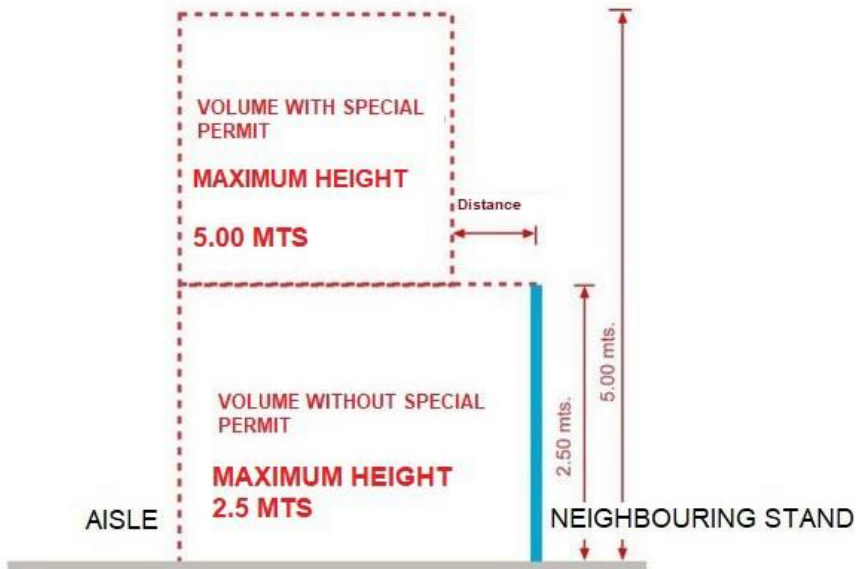 VOLUME WITH SPECIAL
PERMIT
MAXIMUM HEIGHT
5.00 MTS
Distance
VOLUME WITHOUT SPECIAL
PERMIT
MAXIMUM HEIGHT
2.5 MTS
2.50 mts.
5.00 mts.
AISLE
NEIGHBOURING STAND